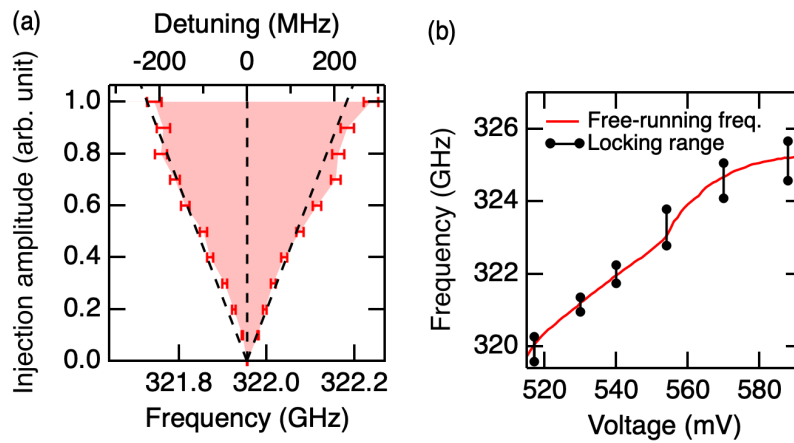 (a)
Detuning (MHz)
-200 0 200
Injection amplitude (arb. unit)
1.0
0.8
0.6
0.4
0.2
0.0
321.8 322.0 322.2
Frequency (GHz)
(b)
Free-running freq.
Locking range
Frequency (GHz)
326
324
322
320
520 540 560 580
Voltage (mV)